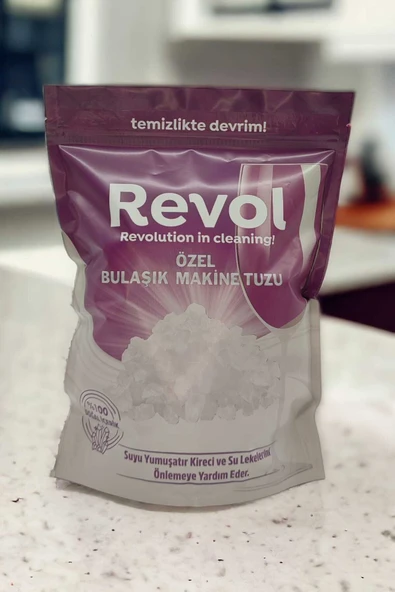 temizlikte devrim!
Revol
Revolution in cleaning!
ÖZEL
BULAŞIK MAKİNE TUZU
%100
Suyu Yumuşatır Kireci ve Su Lekelerini
Önlemeye Yardım Eder.